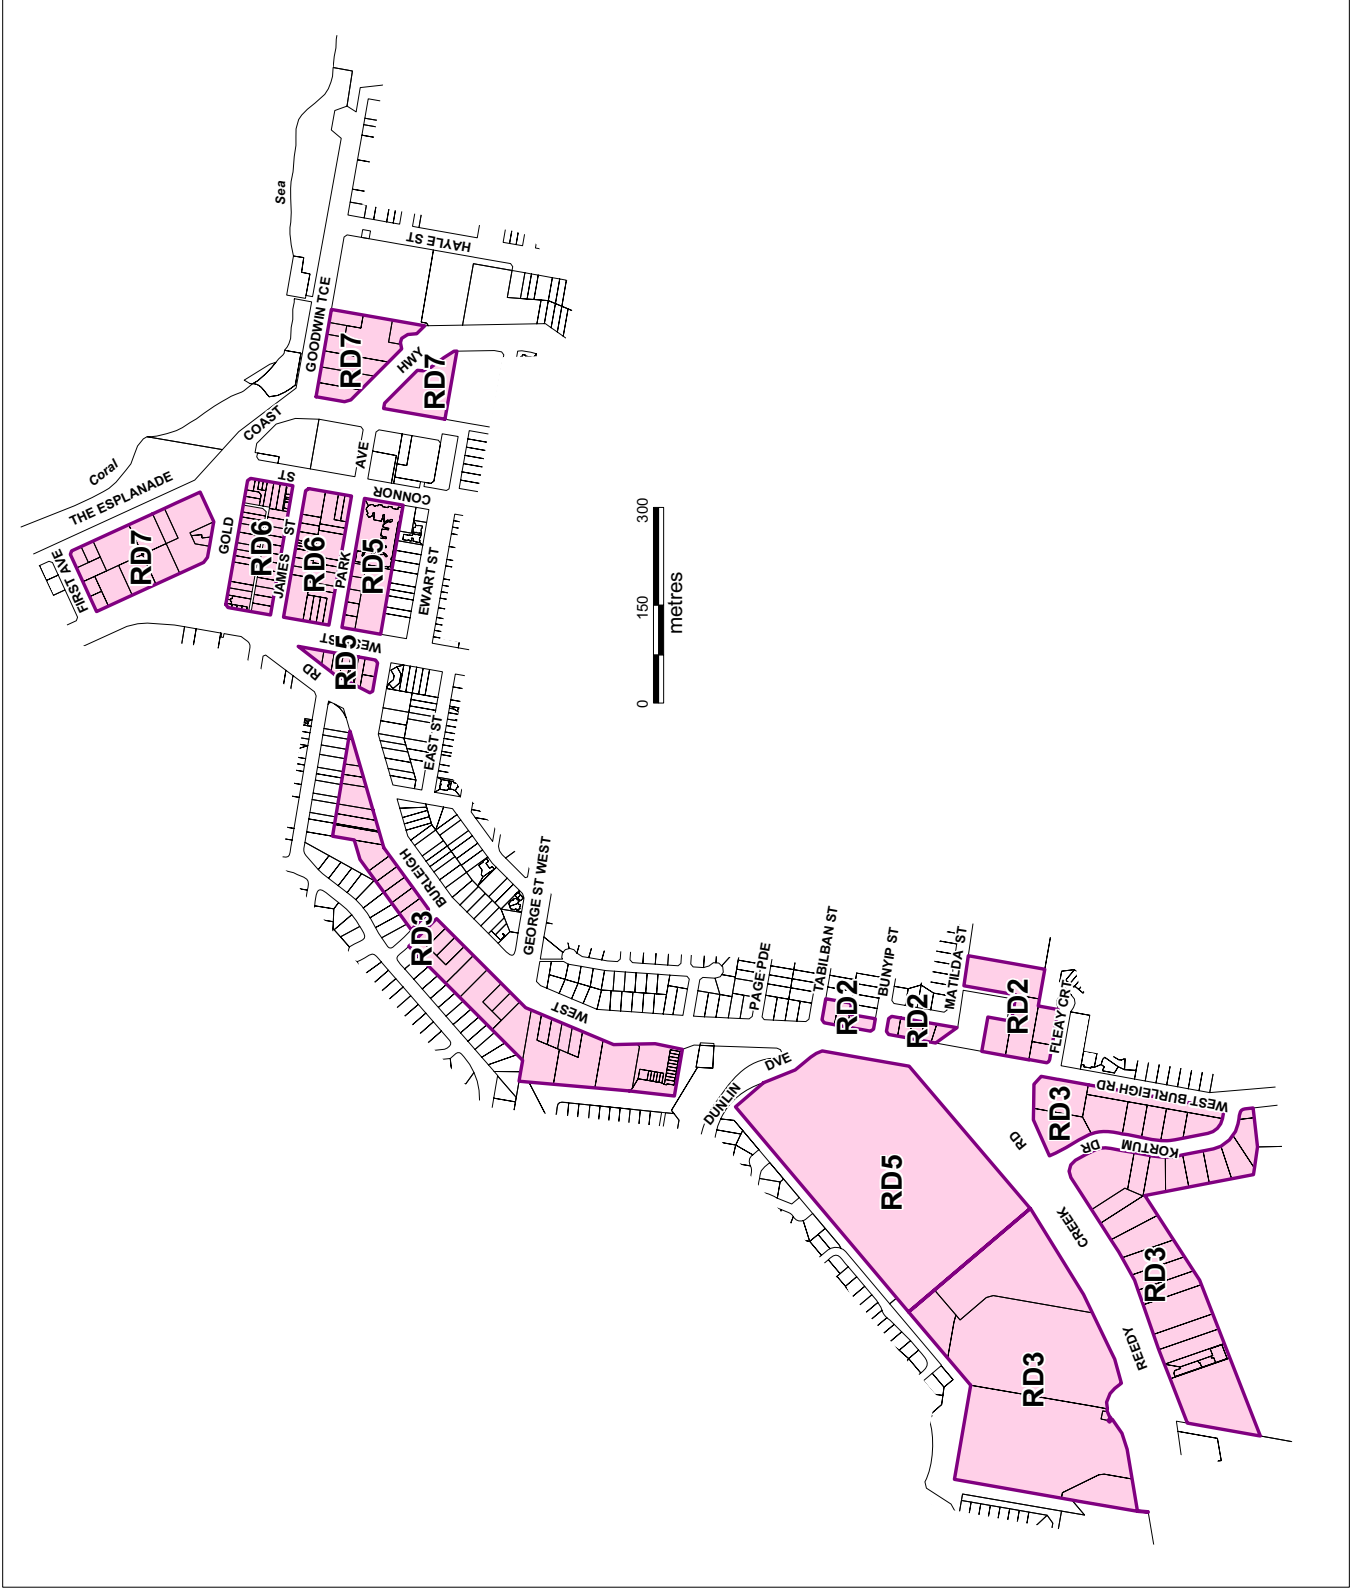 Sea
HAYLE ST
GOODWIN TCE
RD7
HWY
RD7
COAST
Coral
THE ESPLANADE
AVE
ST
CONNOR
GOLD
RD7
FIRST AVE
RD6
JAMES ST
RD6
PARK
RD5
EWART ST
WEST ST
RD5
RD
EAST ST
0 150 300
metres
BURLEIGH
RD3
GEORGE ST WEST
WEST
PAGE PDE
TABILBAN ST
BUNYIP ST
MATILDA ST
RD2
RD2
RD2
FLEAY CRT
DUNLIN DVE
WEST BURLEIGH RD
RD3
KORTUM DR
RD5
RD
CREEK
REEDY
RD3
RD3